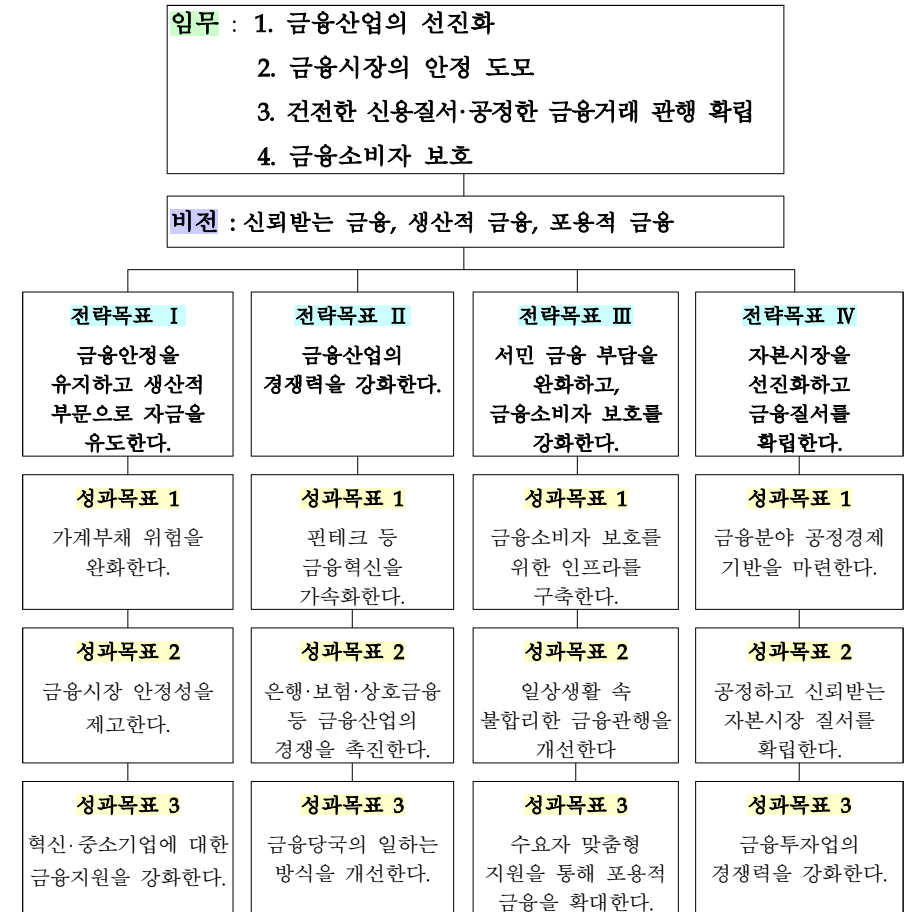 임무 : 1. 금융산업의 선진화
2. 금융시장의 안정 도모
3. 건전한 신용질서·공정한 금융거래 관행 확립
4. 금융소비자 보호
비전 : 신뢰받는 금융, 생산적 금융, 포용적 금융
전략목표 Ⅰ
금융안정을
유지하고 생산적
부문으로 자금을
유도한다.
전략목표 Ⅱ
금융산업의
경쟁력을 강화한다.
전략목표 Ⅲ
서민 금융 부담을
완화하고,
금융소비자 보호를
강화한다.
전략목표 Ⅳ
자본시장을
선진화하고
금융질서를
확립한다.
성과목표 1
가계부채 위험을
완화한다.
성과목표 1
핀테크 등
금융혁신을
가속화한다.
성과목표 1
금융소비자 보호를
위한 인프라를
구축한다.
성과목표 1
금융분야 공정경제
기반을 마련한다.
성과목표 2
금융시장 안정성을
제고한다.
성과목표 2
은행·보험·상호금융
등 금융산업의
경쟁을 촉진한다.
성과목표 2
일상생활 속
불합리한 금융관행을
개선한다
성과목표 2
공정하고 신뢰받는
자본시장 질서를
확립한다.
성과목표 3
혁신·중소기업에 대한
금융지원을 강화한다.
성과목표 3
금융당국의 일하는
방식을 개선한다.
성과목표 3
수요자 맞춤형
지원을 통해 포용적
금융을 확대한다.
성과목표 3
금융투자업의
경쟁력을 강화한다.